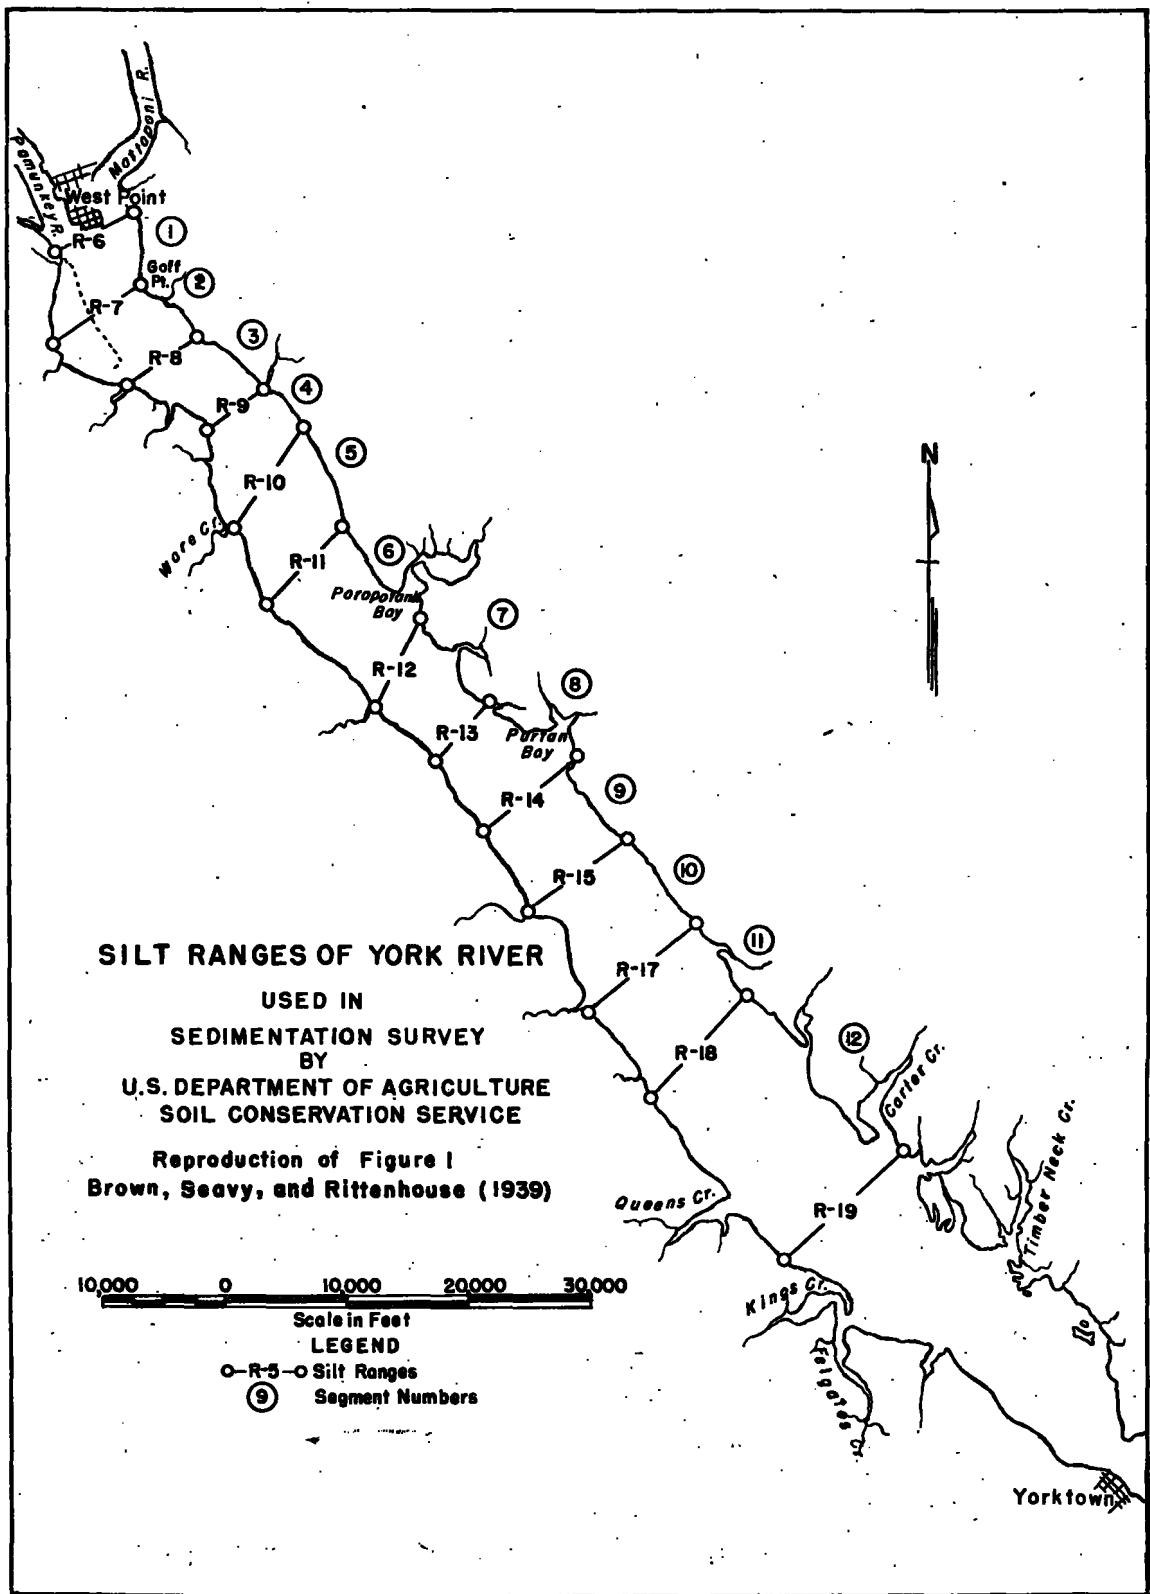 Mattaponi R.
Pamunkey R.
West Point
R-6
1
Goff
Pt.
2
R-7
3
R-8
4
R-9
5
R-10
N
Ware Cr.
6
R-11
Poropotank
Bay
7
R-12
8
R-13
Purtan
Bay
9
R-14
10
R-15
11
SILT RANGES OF YORK RIVER
R-17
USED IN
SEDIMENTATION SURVEY
12
BY
R-18
U.S. DEPARTMENT OF AGRICULTURE
Carter Cr.
SOIL CONSERVATION SERVICE
Reproduction of Figure 1
Timber Neck Cr.
Brown, Seavy, and Rittenhouse (1939)
Queens Cr.
R-19
10,000 0 10,000 20,000 30,000
Kings Cr.
Scale in Feet
LEGEND
R-5 Silt Ranges
9 Segment Numbers
Felgates Cr.
Yorktown